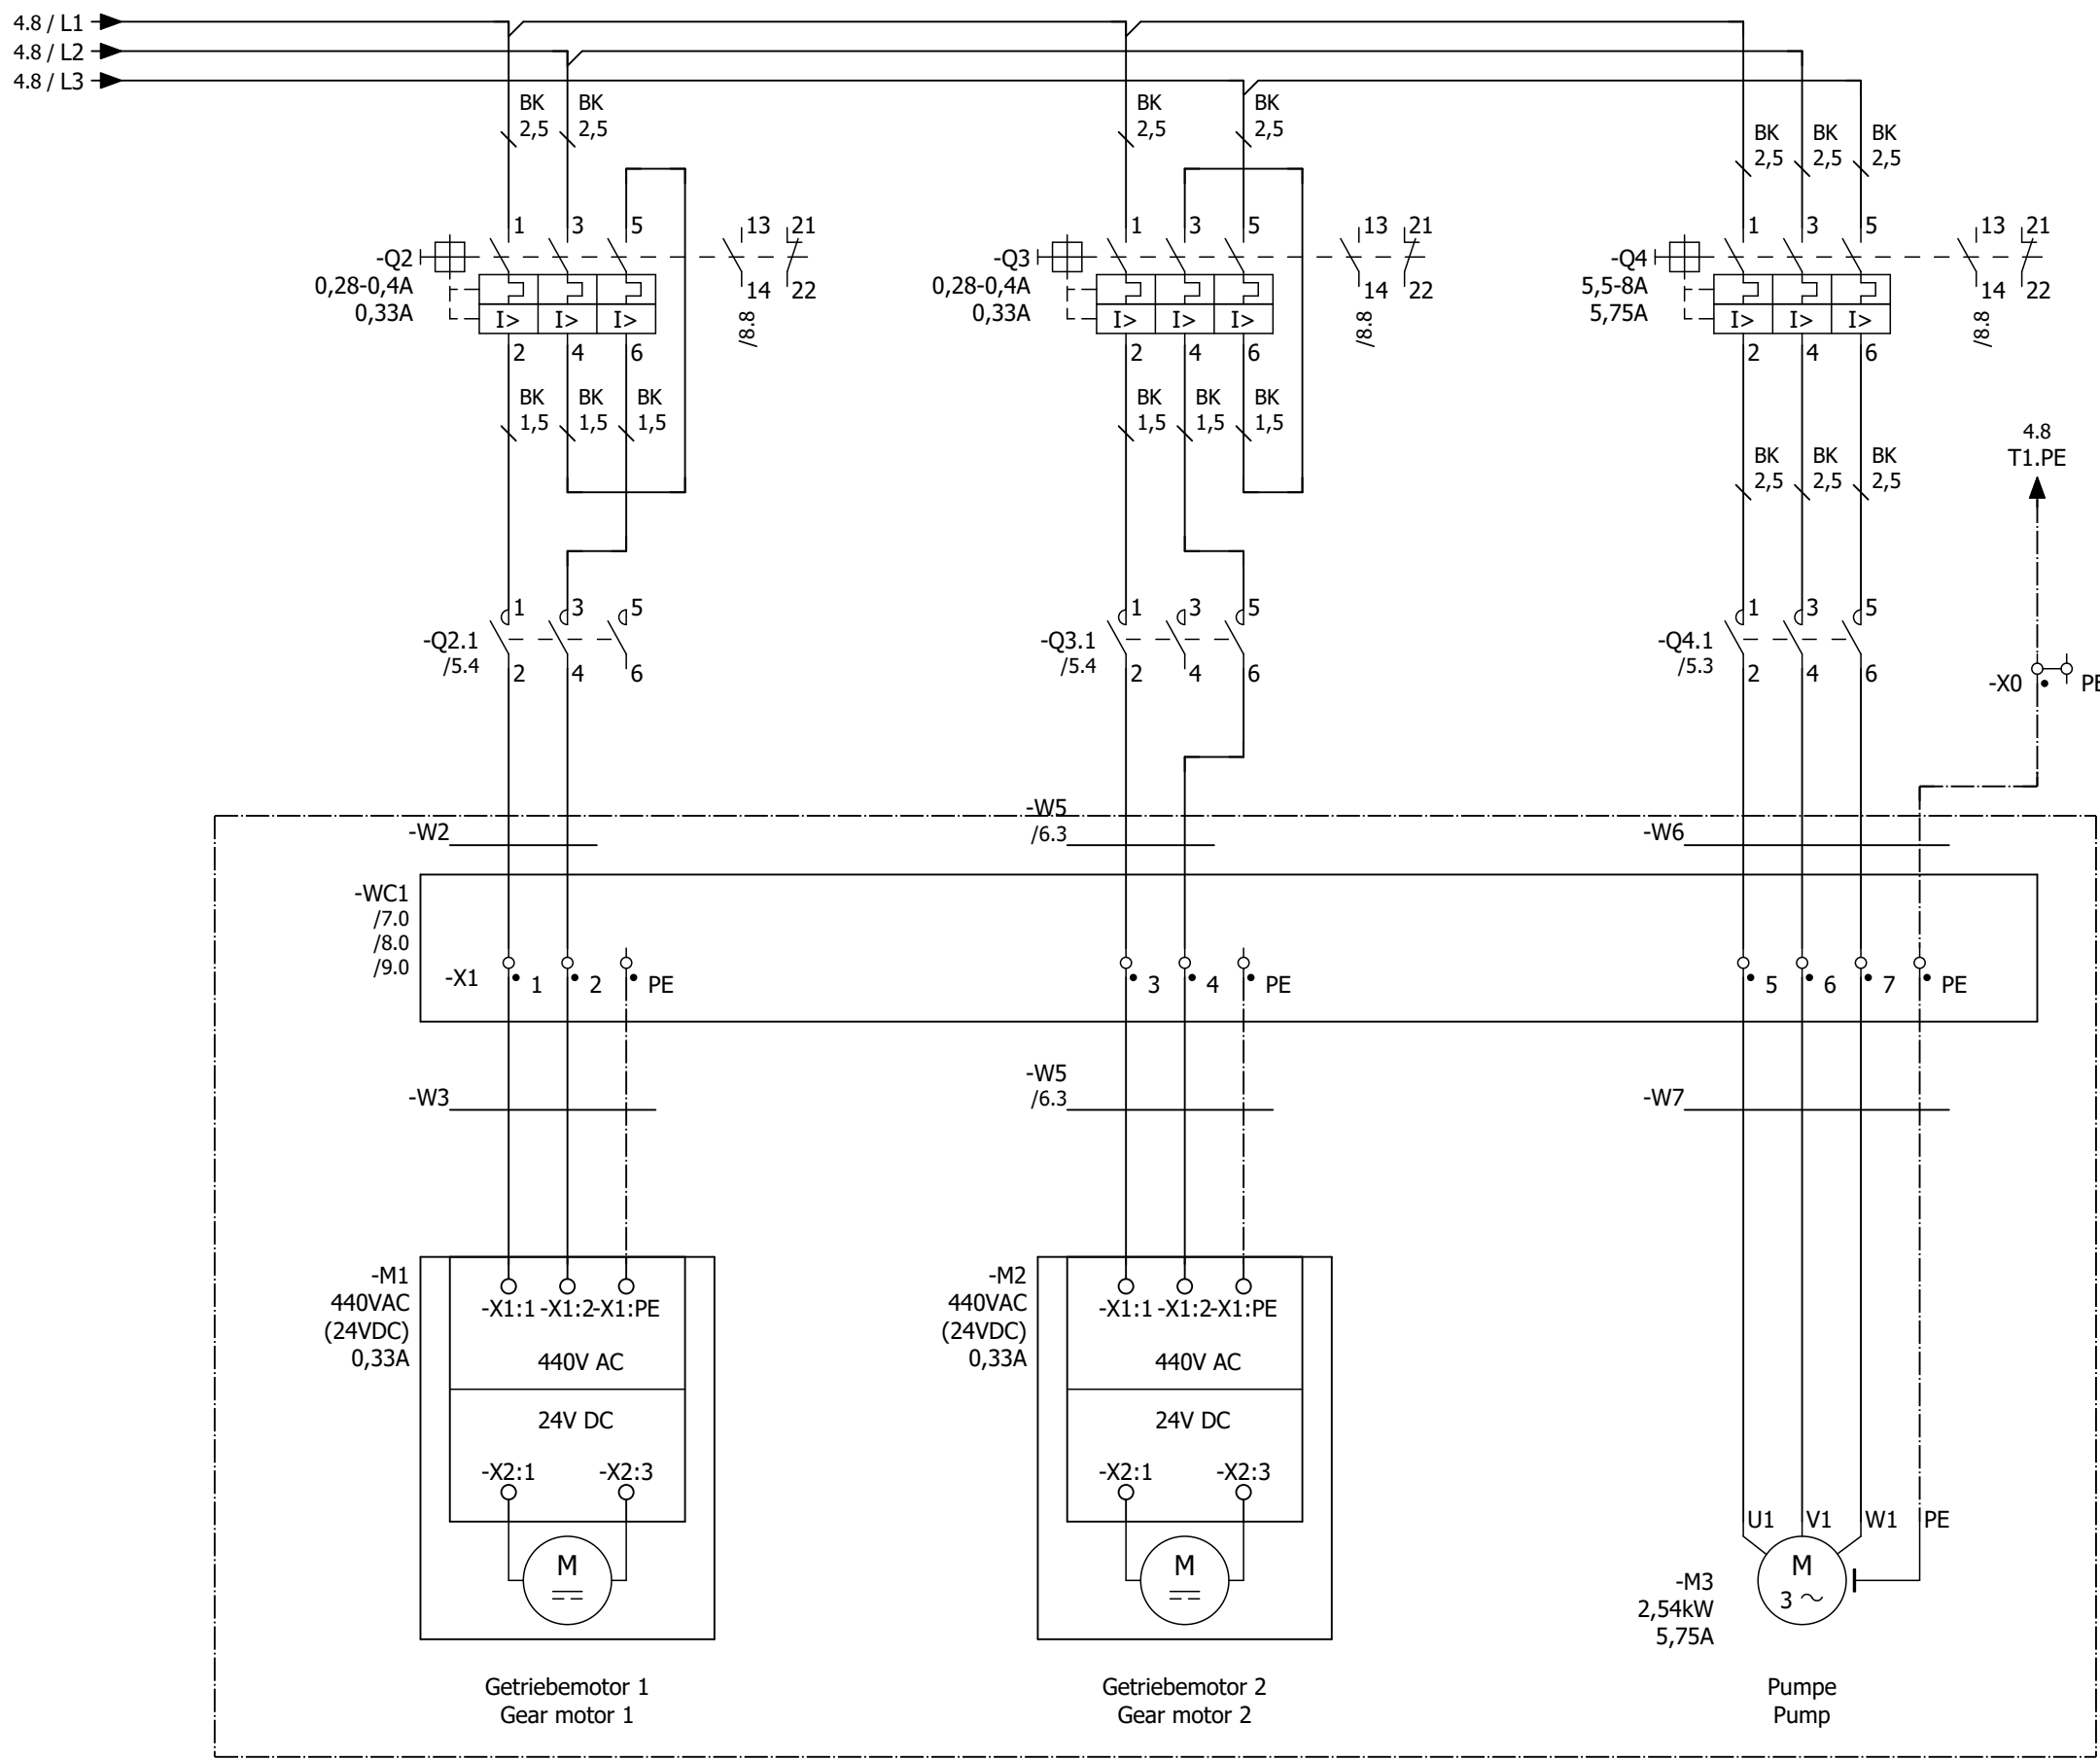 4.8 / L1
4.8 / L2
4.8 / L3
BK BK BK BK
2,5 2,5 2,5 2,5
BK BK BK
2,5 2,5 2,5
1 3 5 13 21 1 3 5 13 21 1 3 5 13 21
-Q2 -Q3 -Q4
0,28-0,4A 14 22 0,28-0,4A 14 22 5,5-8A 14 22
0,33A I> I> I> 0,33A I> I> I> 5,75A I> I> I>
/8.8 /8.8 /8.8
2 4 6 2 4 6 2 4 6
BK BK BK BK BK BK
1,5 1,5 1,5 1,5 1,5 1,5
4.8
T1.PE
BK BK BK
2,5 2,5 2,5
1 3 5 1 3 5 1 3 5
-Q2.1 -Q3.1 -Q4.1
/5.4 /5.4 /5.3
2 4 6 2 4 6 2 4 6
-X0 PE
-W5
-W2 /6.3 -W6
-WC1
/7.0
/8.0
/9.0
-X1 1 2 PE 3 4 PE 5 6 7 PE
-W5
-W3 /6.3 -W7
-M1 -M2
440VAC -X1:1 -X1:2 -X1:PE 440VAC -X1:1 -X1:2 -X1:PE
(24VDC) (24VDC)
0,33A 440V AC 0,33A 440V AC
24V DC 24V DC
-X2:1 -X2:3 -X2:1 -X2:3
U1 V1 W1 PE
M M M
3
-M3
2,54kW
5,75A
Getriebemotor 1 Getriebemotor 2 Pumpe
Gear motor 1 Gear motor 2 Pump